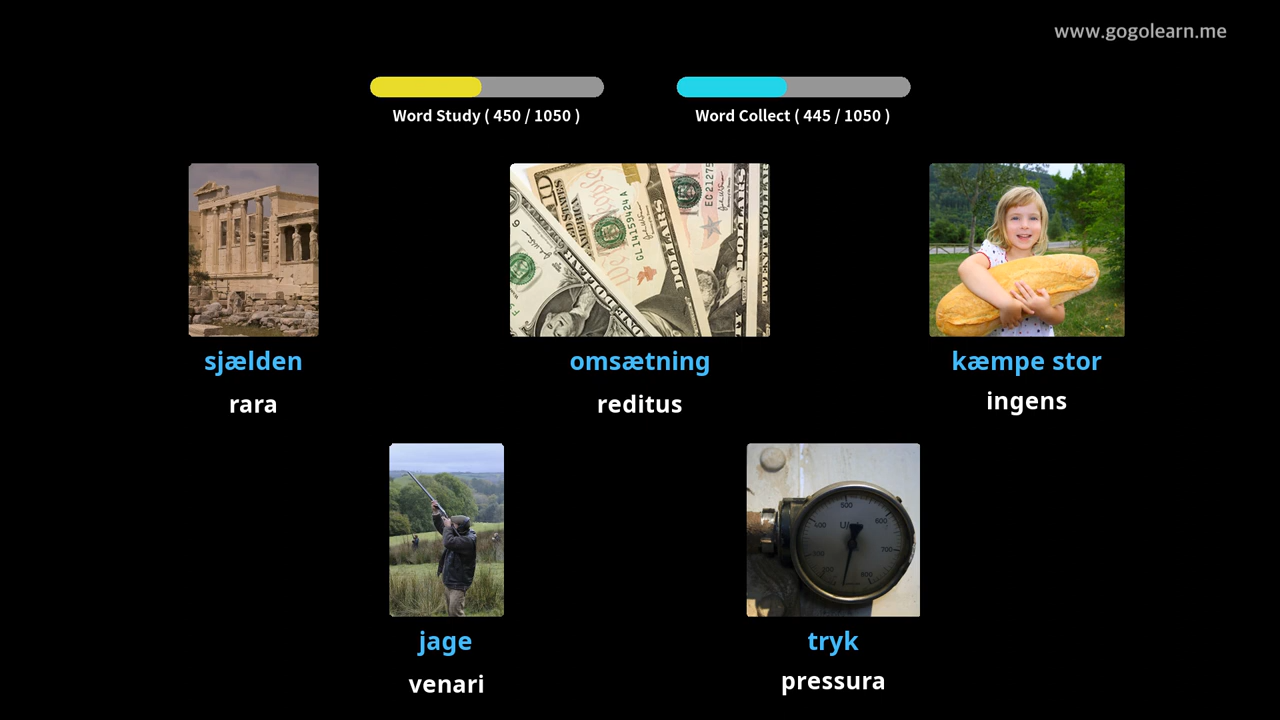 www.gogolearn.me
Word Study ( 450 / 1050 )
Word Collect ( 445 / 1050 )
sjælden
rara
omsætning
reditus
kæmpe stor
ingens
jage
venari
tryk
pressura